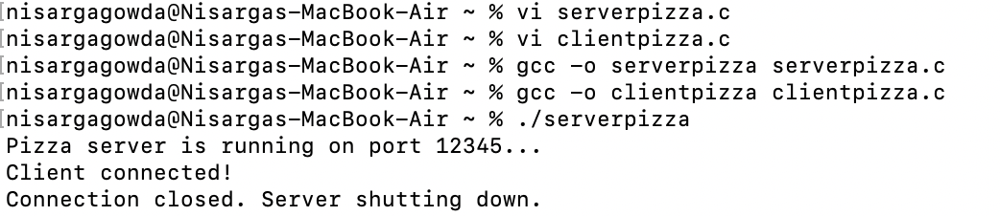 [nisargagowda@Nisargas-MacBook-Air ~ % vi serverpizza.c
[nisargagowda@Nisargas-MacBook-Air ~ % vi clientpizza.c
[nisargagowda@Nisargas-MacBook-Air ~ % gcc -o serverpizza serverpizza.c
[nisargagowda@Nisargas-MacBook-Air ~ % gcc -o clientpizza clientpizza.c
[nisargagowda@Nisargas-MacBook-Air ~ % ./serverpizza
Pizza server is running on port 12345...
Client connected!
Connection closed. Server shutting down.